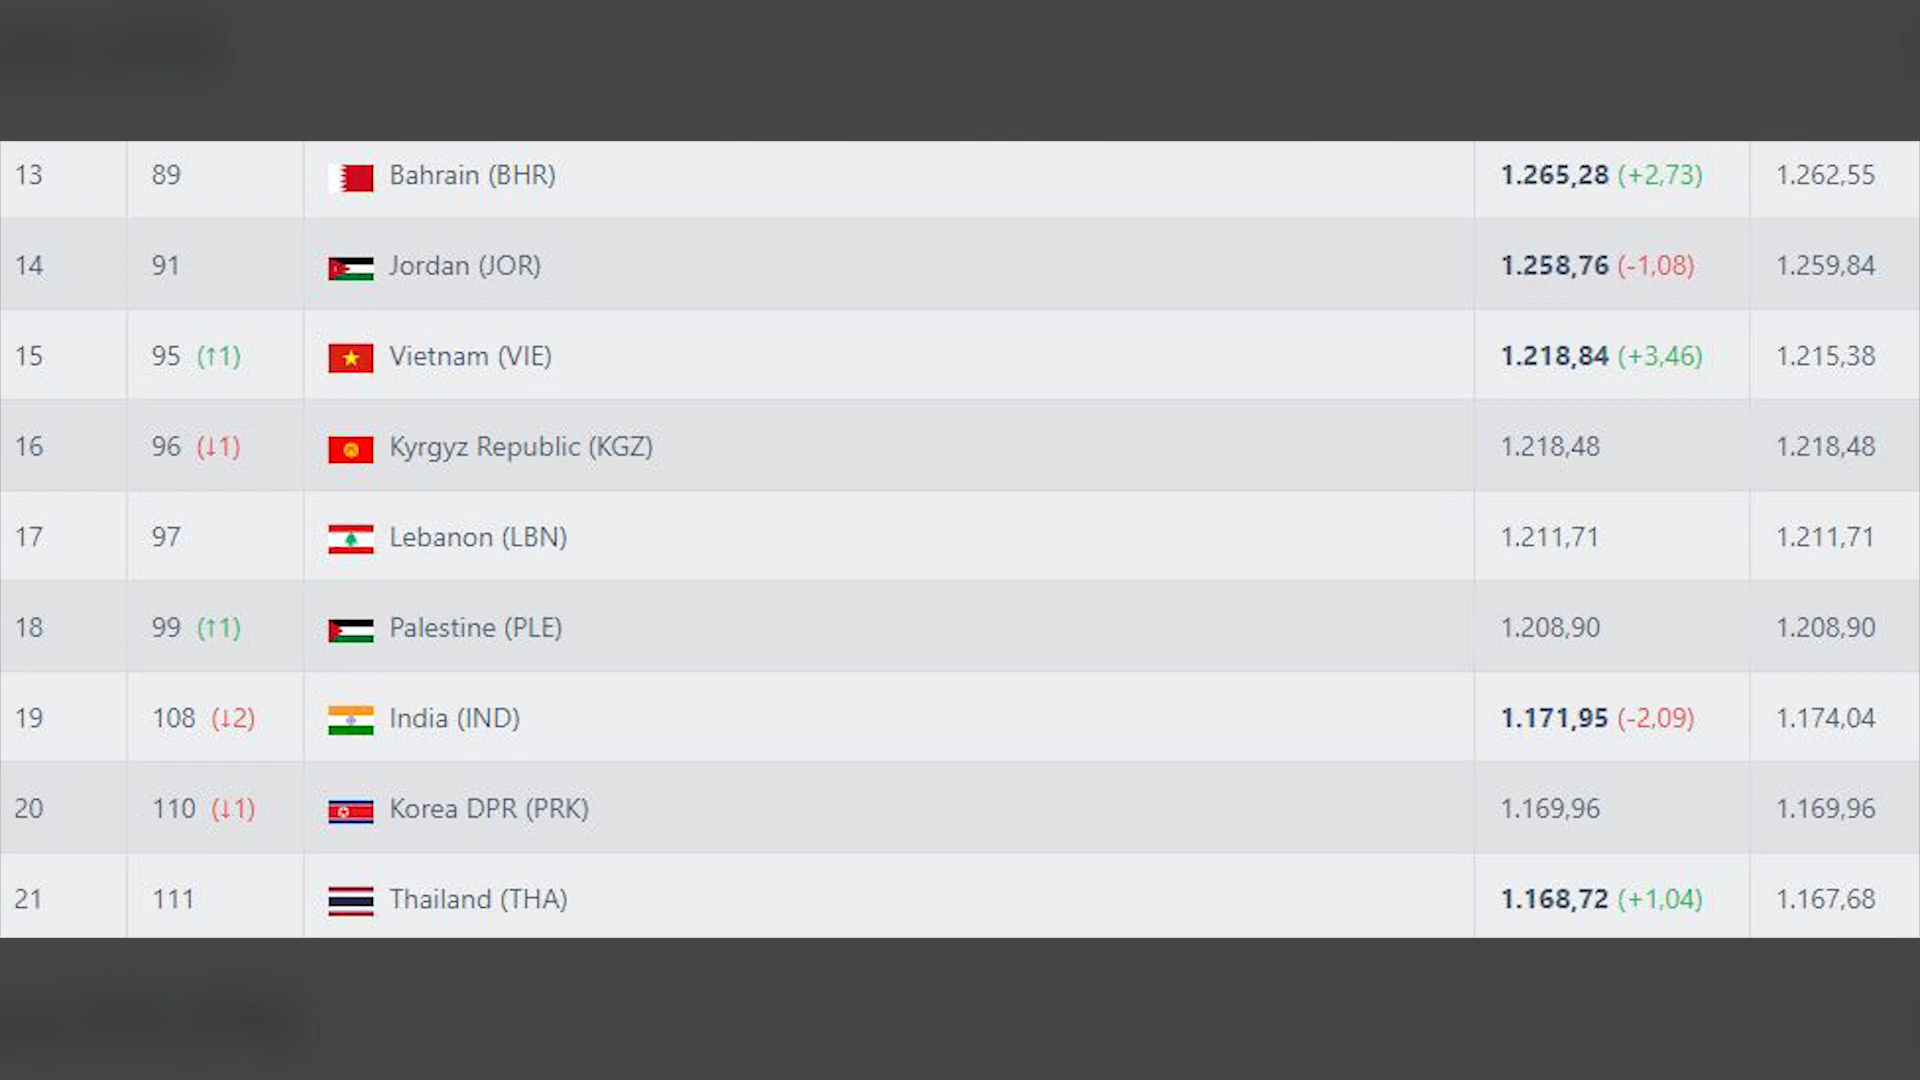 13 89 Bahrain (BHR) 1.265,28 (+2,73) 1.262,55
14 91 Jordan (JOR) 1.258,76 (-1,08) 1.259,84
15 95 (↑1) Vietnam (VIE) 1.218,84 (+3,46) 1.215,38
16 96 (↓1) Kyrgyz Republic (KGZ) 1.218,48 1.218,48
17 97 Lebanon (LBN) 1.211,71 1.211,71
18 99 (↑1) Palestine (PLE) 1.208,90 1.208,90
19 108 (↓2) India (IND) 1.171,95 (-2,09) 1.174,04
20 110 (↓1) Korea DPR (PRK) 1.169,96 1.169,96
21 111 Thailand (THA) 1.168,72 (+1,04) 1.167,68